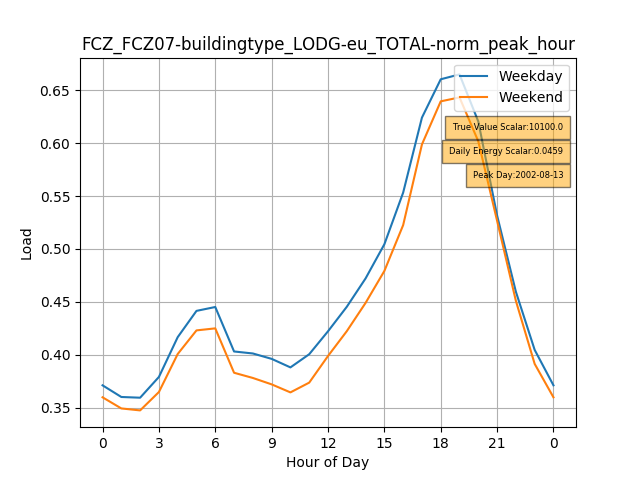 FCZ_FCZ07-buildingtype_LODG-eu_TOTAL-norm_peak_hour
Weekday
Weekend
True Value Scalar:10100.0
Daily Energy Scalar:0.0459
Peak Day:2002-08-13
Load
0.65
0.60
0.55
0.50
0.45
0.40
0.35
0 3 6 9 12 15 18 21 0
Hour of Day